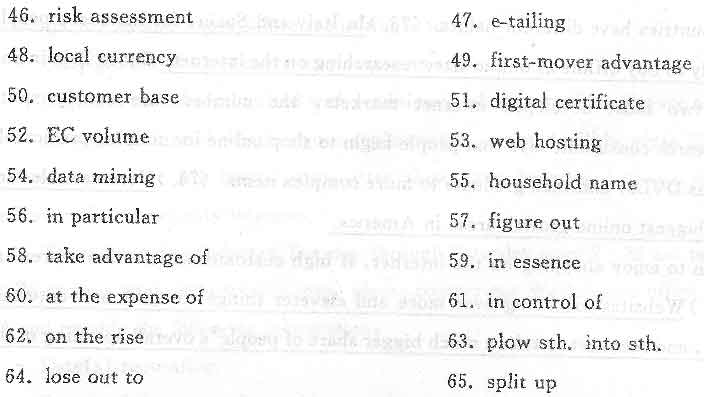 46. risk assessment 47. e-tailing
48. local currency 49. first-mover advantage
50. customer base 51. digital certificate
52. EC volume 53. web hosting
54. data mining 55. household name
56. in particular 57. figure out
58. take advantage of 59. in essence
60. at the expense of 61. in control of
62. on the rise 63. plow sth. into sth.
64. lose out to 65. split up